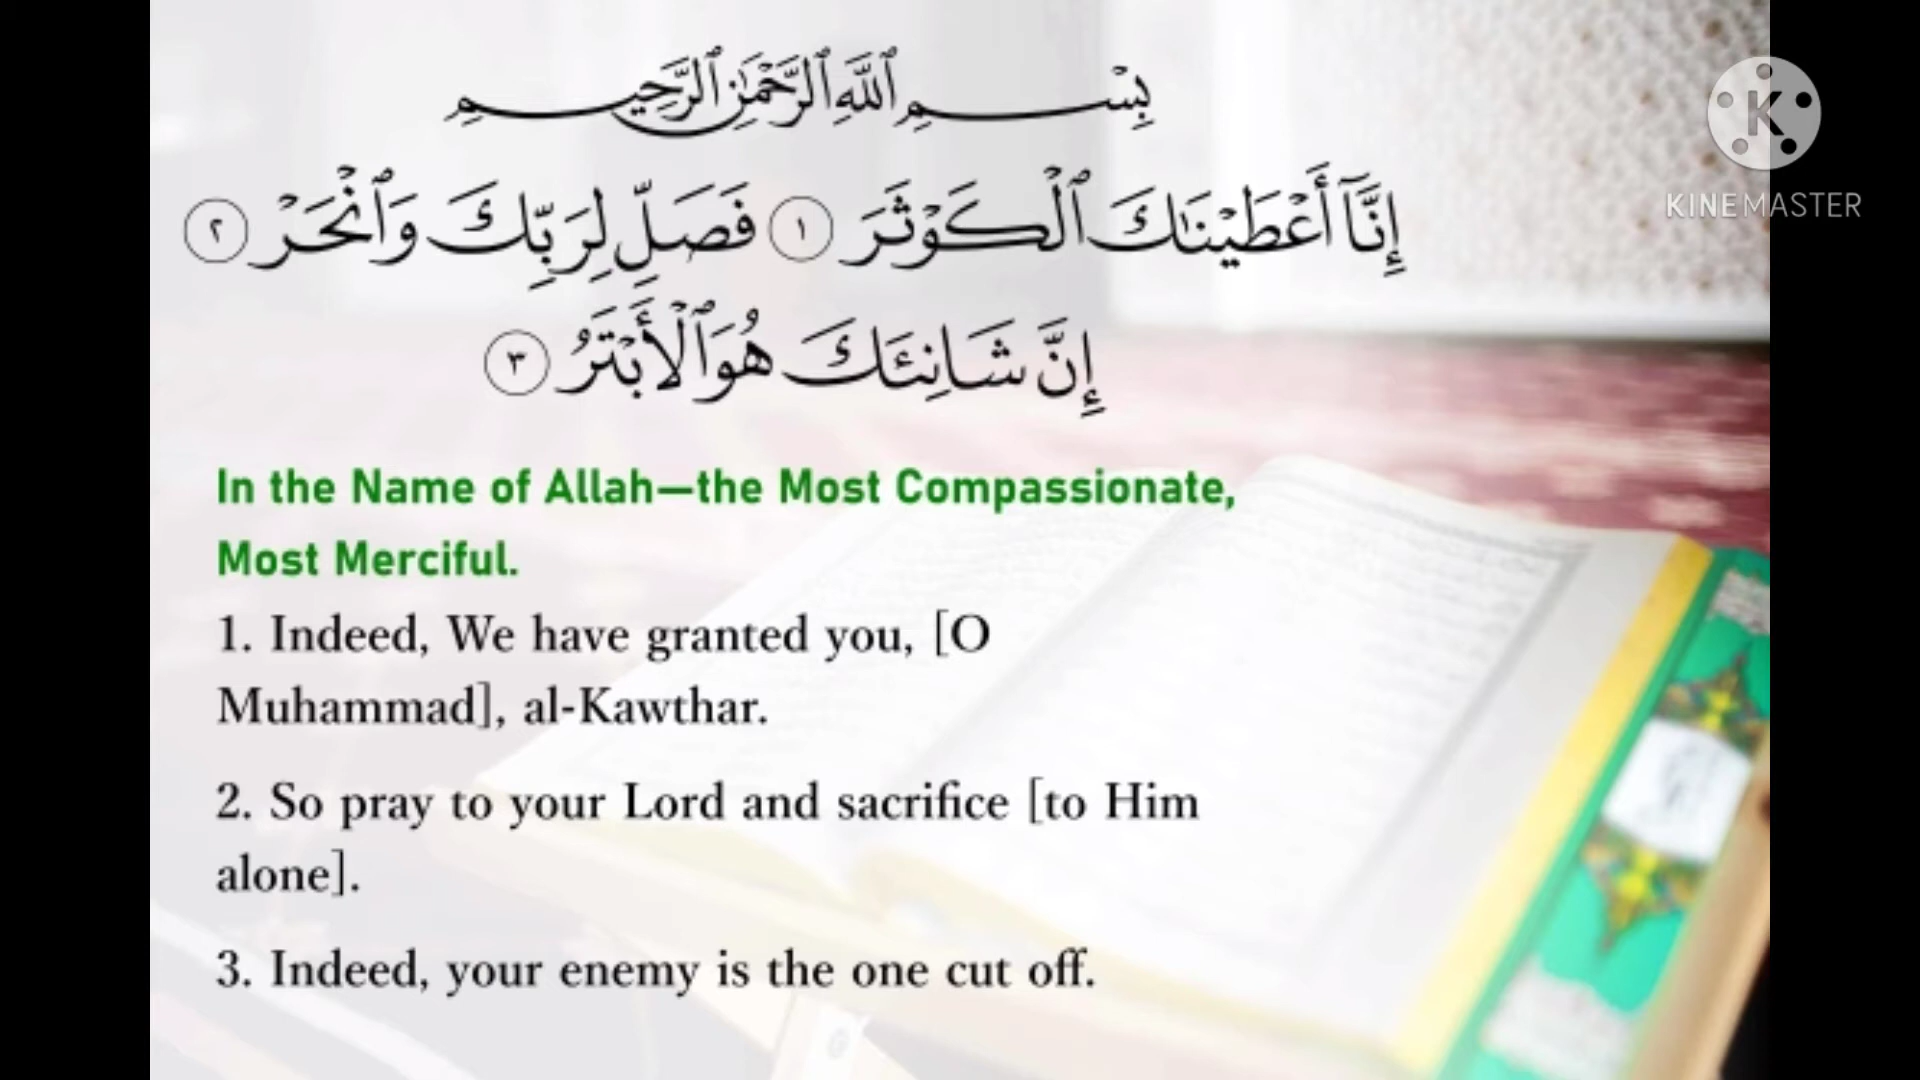 بِسْمِ ٱللَّهِ ٱلرَّحْمَٰنِ ٱلرَّحِيمِ
إِنَّآ أَعْطَيْنَٰكَ ٱلْكَوْثَرَ ١ فَصَلِّ لِرَبِّكَ وَٱنْحَرْ ٢
إِنَّ شَانِئَكَ هُوَ ٱلْأَبْتَرُ ٣
KINEMASTER
In the Name of Allah—the Most Compassionate,
Most Merciful.
1. Indeed, We have granted you, [O
Muhammad], al-Kawthar.
2. So pray to your Lord and sacrifice [to Him
alone].
3. Indeed, your enemy is the one cut off.